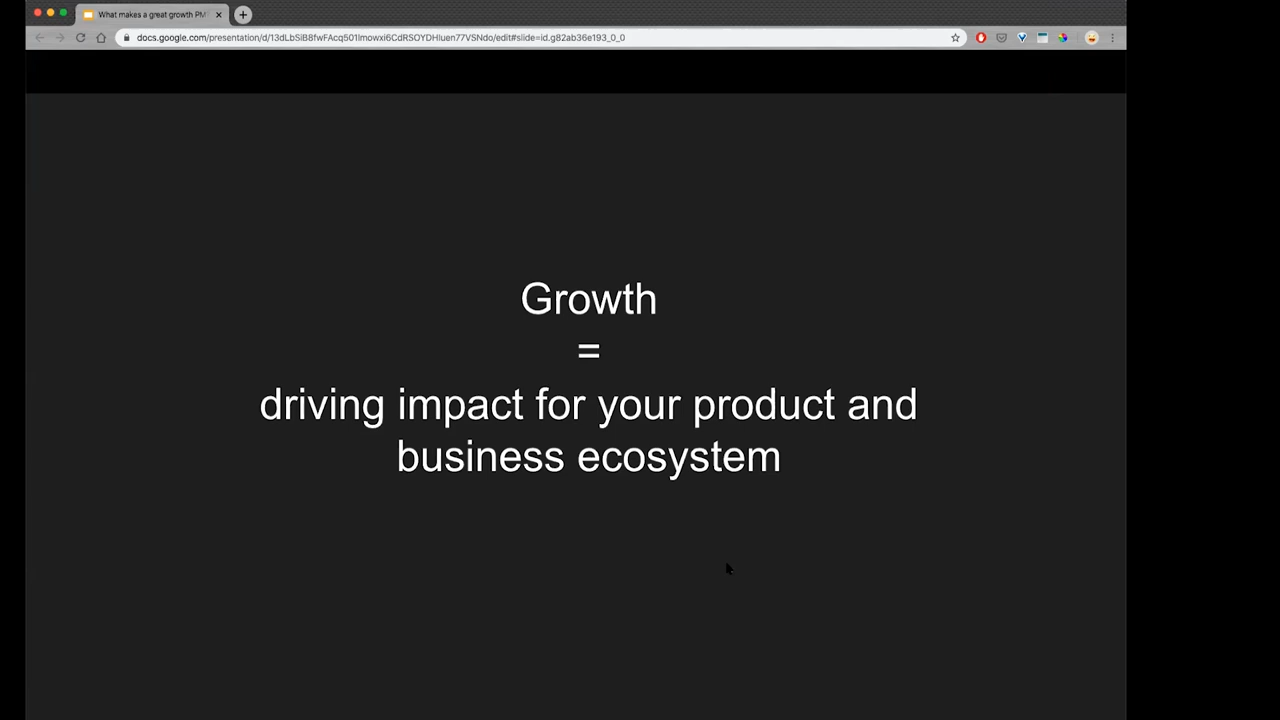 What makes a great growth PM
docs.google.com/presentation/d/13dLbSiB8fwFAcq501lmowxi6CdRSOYDHluen77VSNdo/edit#slide=id.g82ab36e193_0_0
Growth
=
driving impact for your product and
business ecosystem